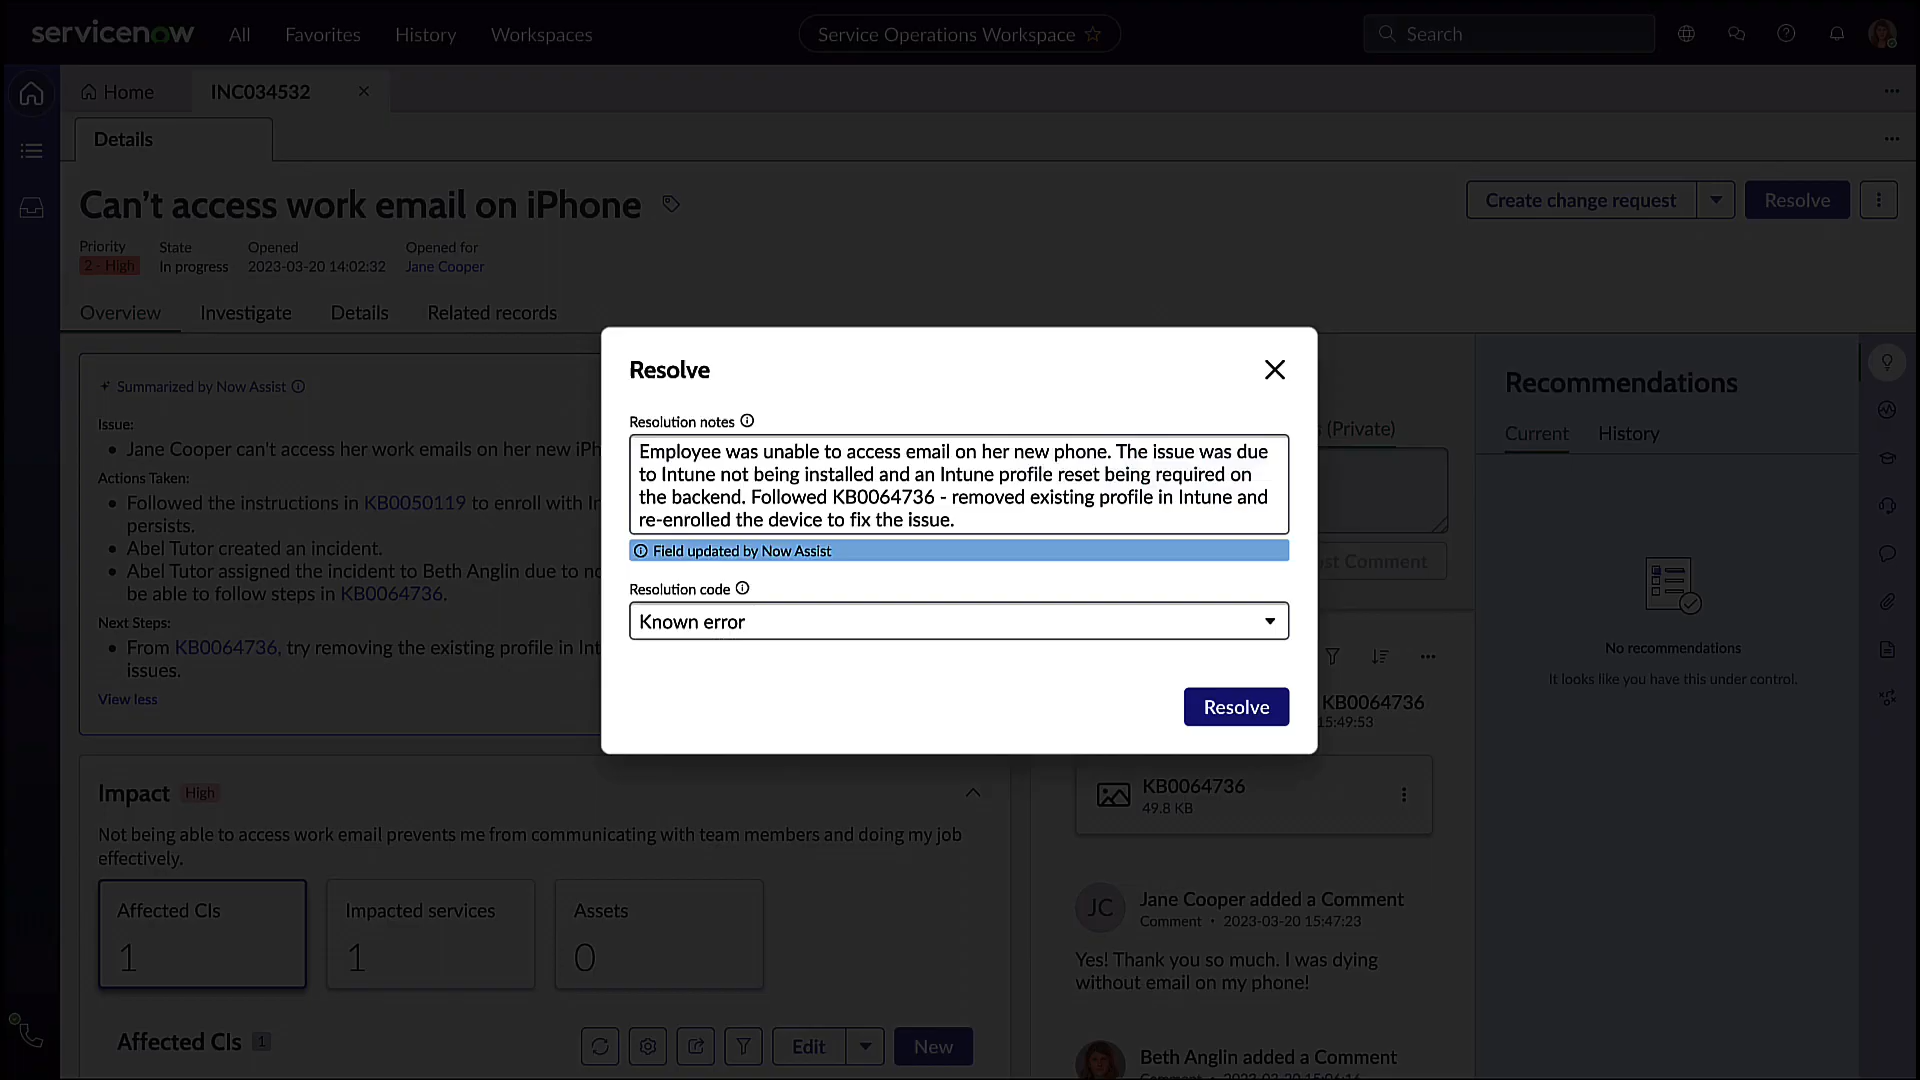 servicenow
All
Favorites
History
Workspaces
Service Operations Workspace
Search
Home
INC034532
Details
Can't access work email on iPhone
Create change request
Resolve
Priority
State
Opened
Opened for
2 - High
In progress
2023-03-20 14:02:32
Jane Cooper
Overview
Investigate
Details
Related records
Summarized by Now Assist
Issue:
• Jane Cooper can't access her work emails on her new
Actions Taken:
• Followed the instructions in KB0050119 to enroll with
persists.
• Abel Tutor created an incident.
• Abel Tutor assigned the incident to Beth Anglin due to
be able to follow steps in KB0064736.
Next Steps:
• From KB0064736, try removing the existing profile in
issues.
View less
Resolve
Resolution notes
Employee was unable to access email on her new phone. The issue was due
to Intune not being installed and an Intune profile reset being required on
the backend. Followed KB0064736 - removed existing profile in Intune and
re-enrolled the device to fix the issue.
Field updated by Now Assist
Resolution code
Known error
Resolve
(Private)
Comment
KB0064736
15:49:53
KB0064736
49.8 KB
JC
Jane Cooper added a Comment
Comment • 2023-03-20 15:47:23
Yes! Thank you so much. I was dying
without email on my phone!
Beth Anglin added a Comment
Recommendations
Current
History
No recommendations
It looks like you have this under control.
Impact
High
Not being able to access work email prevents me from communicating with team members and doing my job
effectively.
Affected CIs
1
Impacted services
1
Assets
0
Affected CIs 1
Edit
New